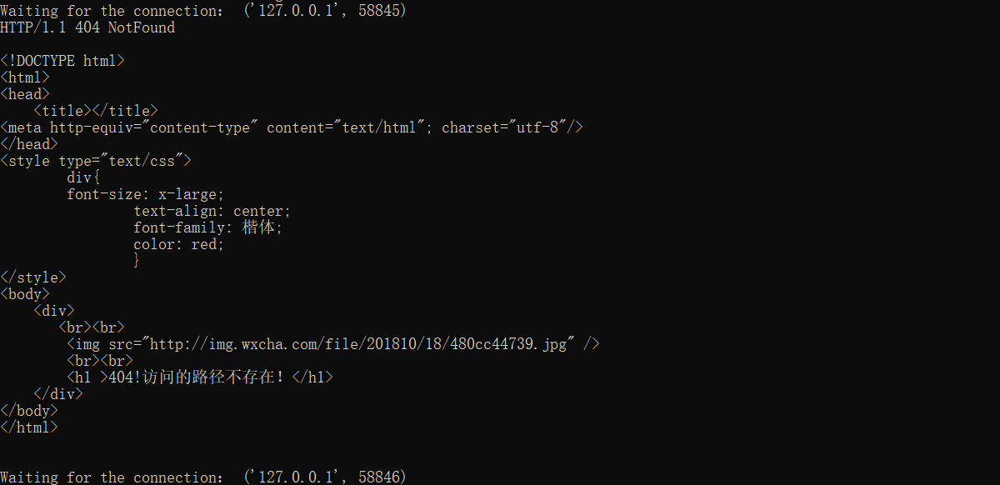 Waiting for the connection： ('127.0.0.1', 58845)
HTTP/1.1 404 NotFound
<!DOCTYPE html>
<html>
<head>
    <title></title>
<meta http-equiv="content-type" content="text/html"; charset="utf-8"/>
</head>
<style type="text/css">
        div{
        font-size: x-large;
                text-align: center;
                font-family: 楷体;
                color: red;
                }
</style>
<body>
    <div>
       <br><br>
        <img src="http://img.wxcha.com/file/201810/18/480cc44739.jpg" />
        <br><br>
        <h1 >404!访问的路径不存在！</h1>
    </div>
</body>
</html>
Waiting for the connection： ('127.0.0.1', 58846)